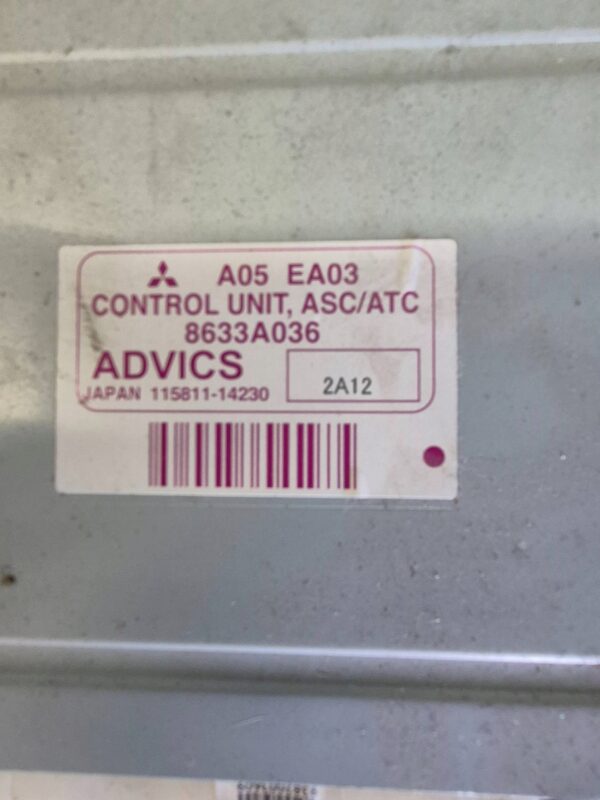 A05 EA03
CONTROL UNIT, ASC/ATC
8633A036
ADVICS
2A12
JAPAN 115811-14230